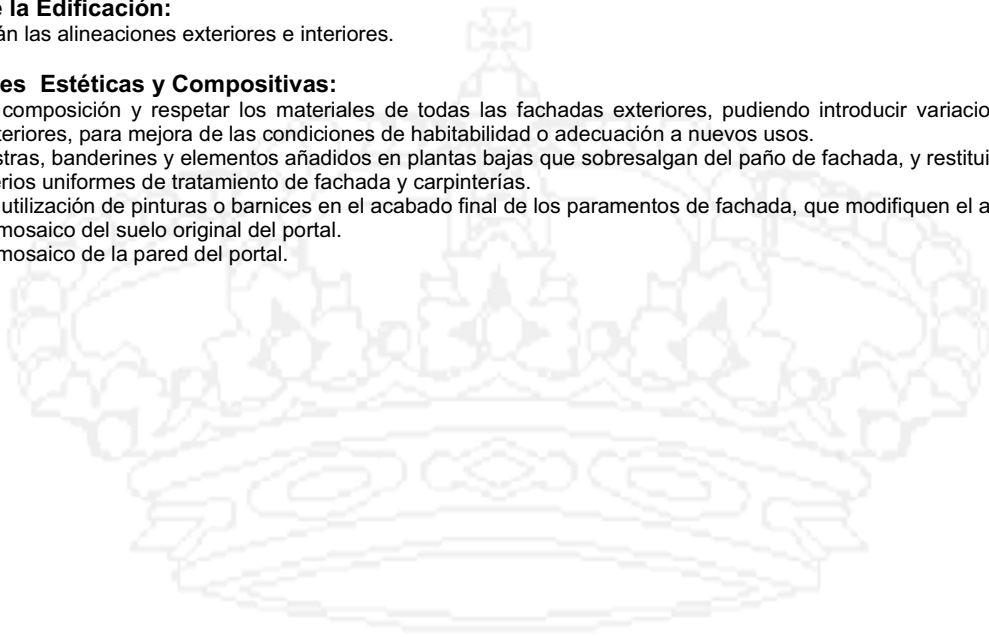 e la Edificación:
án las alineaciones exteriores e interiores.
es Estéticas y Compositivas:
composición y respetar los materiales de todas las fachadas exteriores, pudiendo introducir variacio
teriores, para mejora de las condiciones de habitabilidad o adecuación a nuevos usos.
stras, banderines y elementos añadidos en plantas bajas que sobresalgan del paño de fachada, y restitui
erios uniformes de tratamiento de fachada y carpinterías.
utilización de pinturas o barnices en el acabado final de los paramentos de fachada, que modifiquen el a
mosaico del suelo original del portal.
mosaico de la pared del portal.